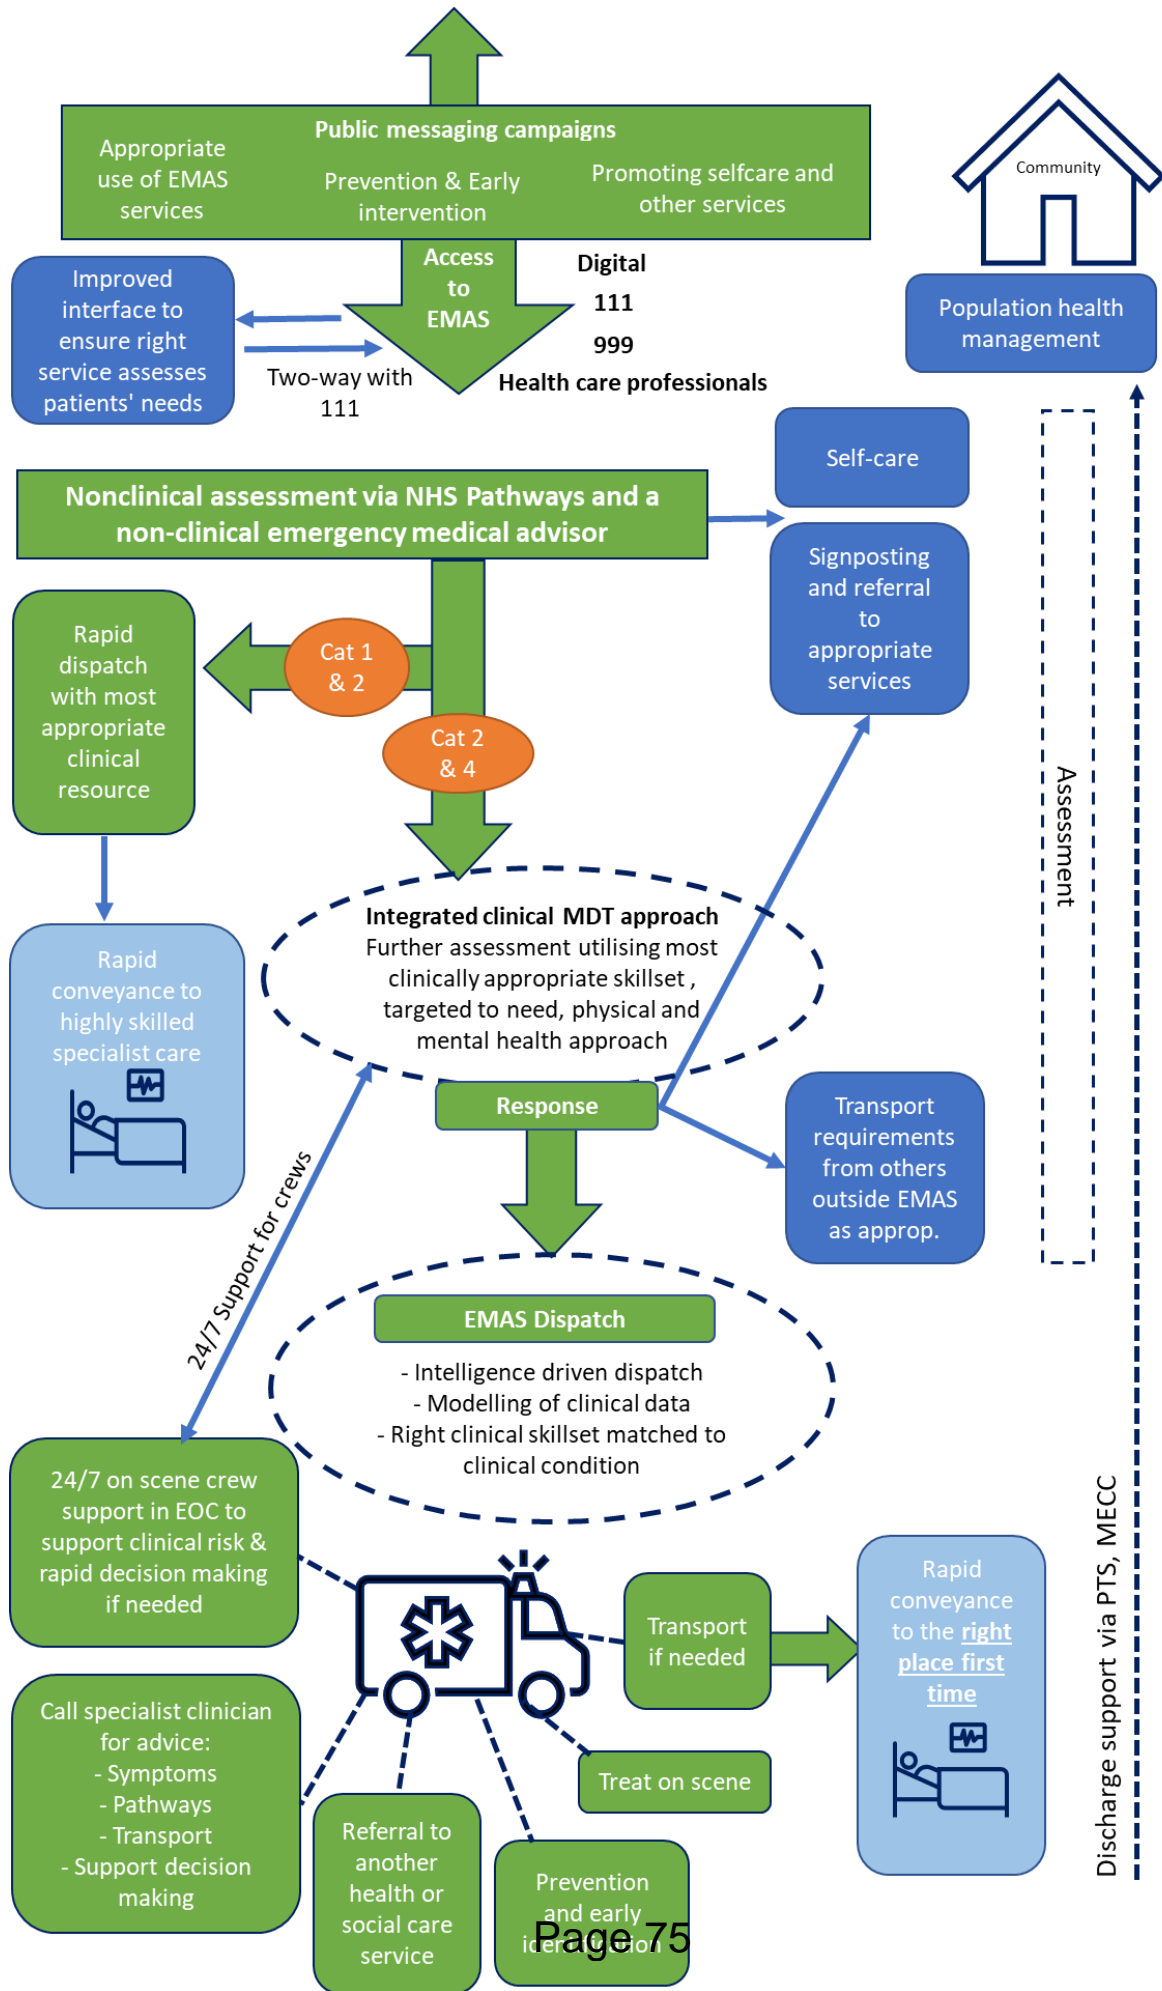 Public messaging campaigns
Appropriate
use of EMAS
services
Prevention & Early
intervention
Promoting selfcare and
other services
Community
Access
to
EMAS
Digital
111
999
Health care professionals
Improved
interface to
ensure right
service assesses
patients' needs
Two-way with
111
Population health
management
Self-care
Nonclinical assessment via NHS Pathways and a
non-clinical emergency medical advisor
Signposting
and referral
to
appropriate
services
Rapid
dispatch
with most
appropriate
clinical
resource
Cat 1
& 2
Cat 2
& 4
Assessment
Integrated clinical MDT approach
Further assessment utilising most
clinically appropriate skillset ,
targeted to need, physical and
mental health approach
Rapid
conveyance to
highly skilled
specialist care
Response
Transport
requirements
from others
outside EMAS
as approp.
24/7 Support for crews
EMAS Dispatch
- Intelligence driven dispatch
- Modelling of clinical data
- Right clinical skillset matched to
clinical condition
24/7 on scene crew
support in EOC to
support clinical risk &
rapid decision making
if needed
Transport
if needed
Rapid
conveyance
to the right
place first
time
Discharge support via PTS, MECC
Call specialist clinician
for advice:
- Symptoms
- Pathways
- Transport
- Support decision
making
Treat on scene
Referral to
another
health or
social care
service
Prevention
and early
identification
Page 75